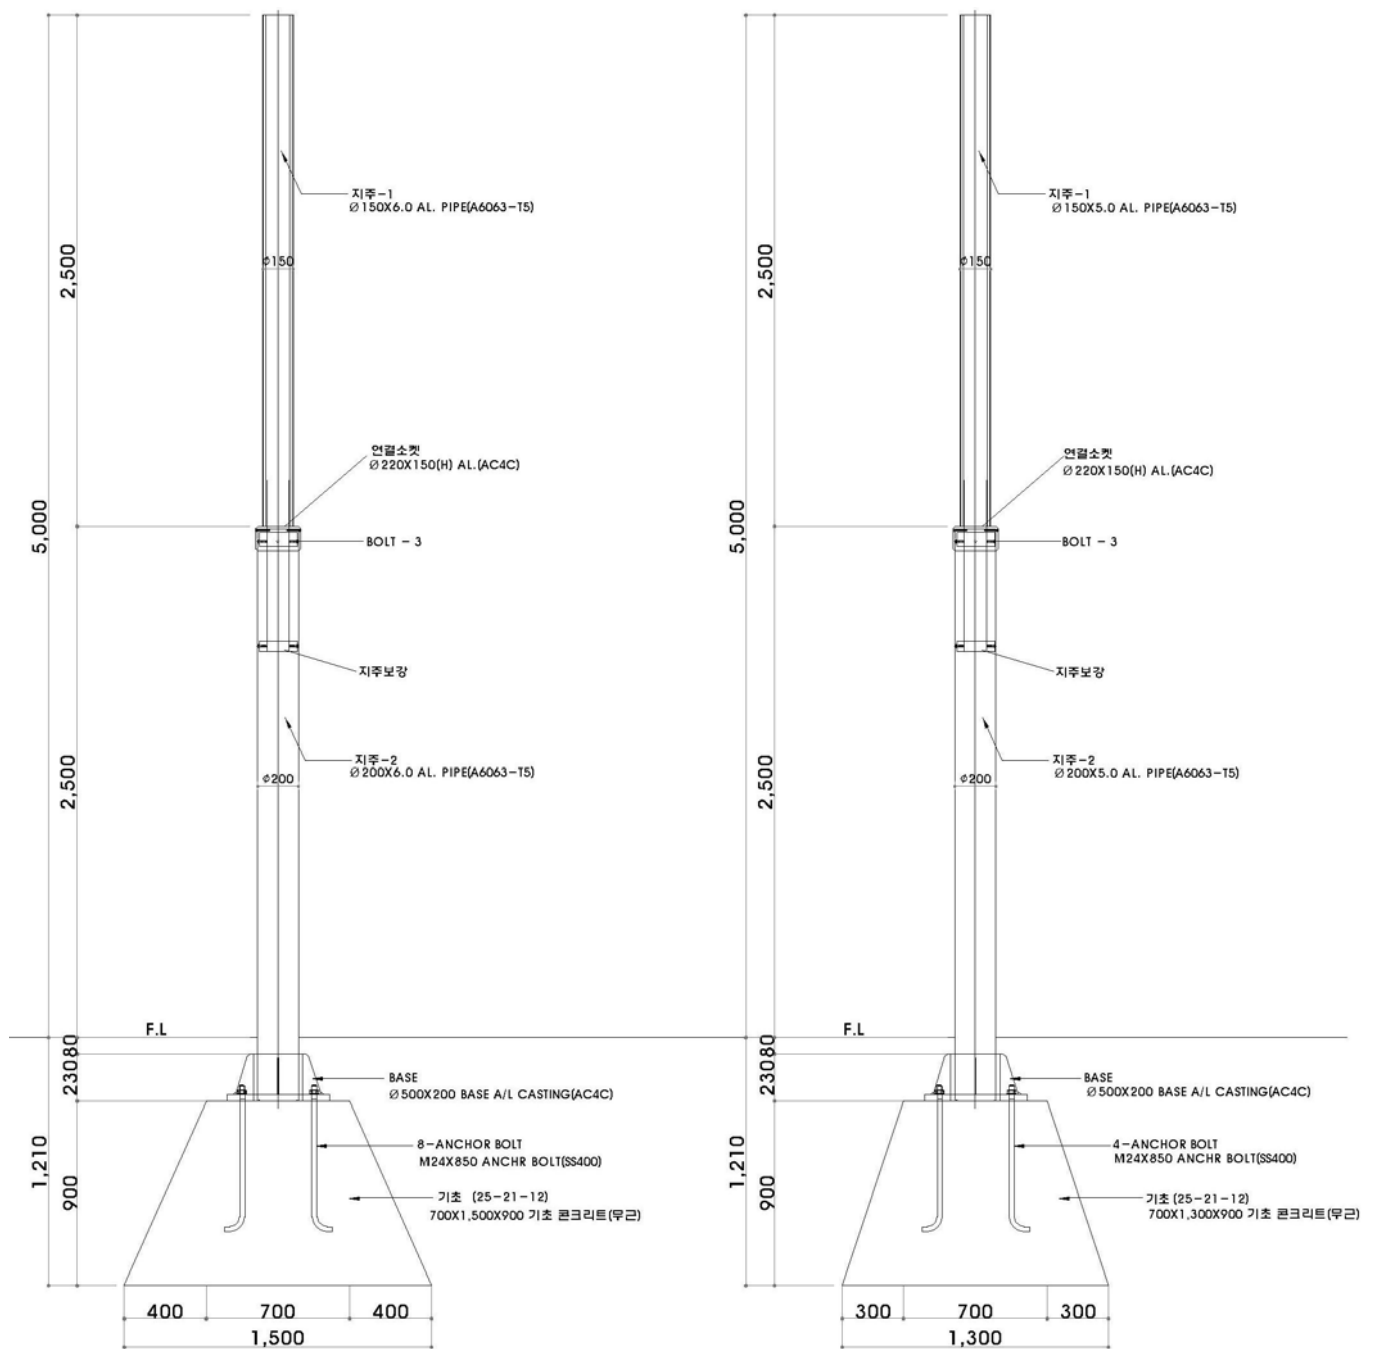 지주-1
Ø150X6.0 AL. PIPE(A6063-T5)
2,500
φ150
연결소켓
Ø220X150(H) AL.(AC4C)
5,000
BOLT - 3
지주보강
지주-2
Ø200X6.0 AL. PIPE(A6063-T5)
2,500
φ200
F.L
80
230
BASE
Ø500X200 BASE A/L CASTING(AC4C)
8-ANCHOR BOLT
M24X850 ANCHR BOLT(SS400)
1,210
900
기초 (25-21-12)
700X1,500X900 기초 콘크리트(무근)
400 700 400
1,500
지주-1
Ø150X5.0 AL. PIPE(A6063-T5)
2,500
φ150
연결소켓
Ø220X150(H) AL.(AC4C)
5,000
BOLT - 3
지주보강
지주-2
Ø200X5.0 AL. PIPE(A6063-T5)
2,500
φ200
F.L
80
230
BASE
Ø500X200 BASE A/L CASTING(AC4C)
4-ANCHOR BOLT
M24X850 ANCHR BOLT(SS400)
1,210
900
기초 (25-21-12)
700X1,300X900 기초 콘크리트(무근)
300 700 300
1,300